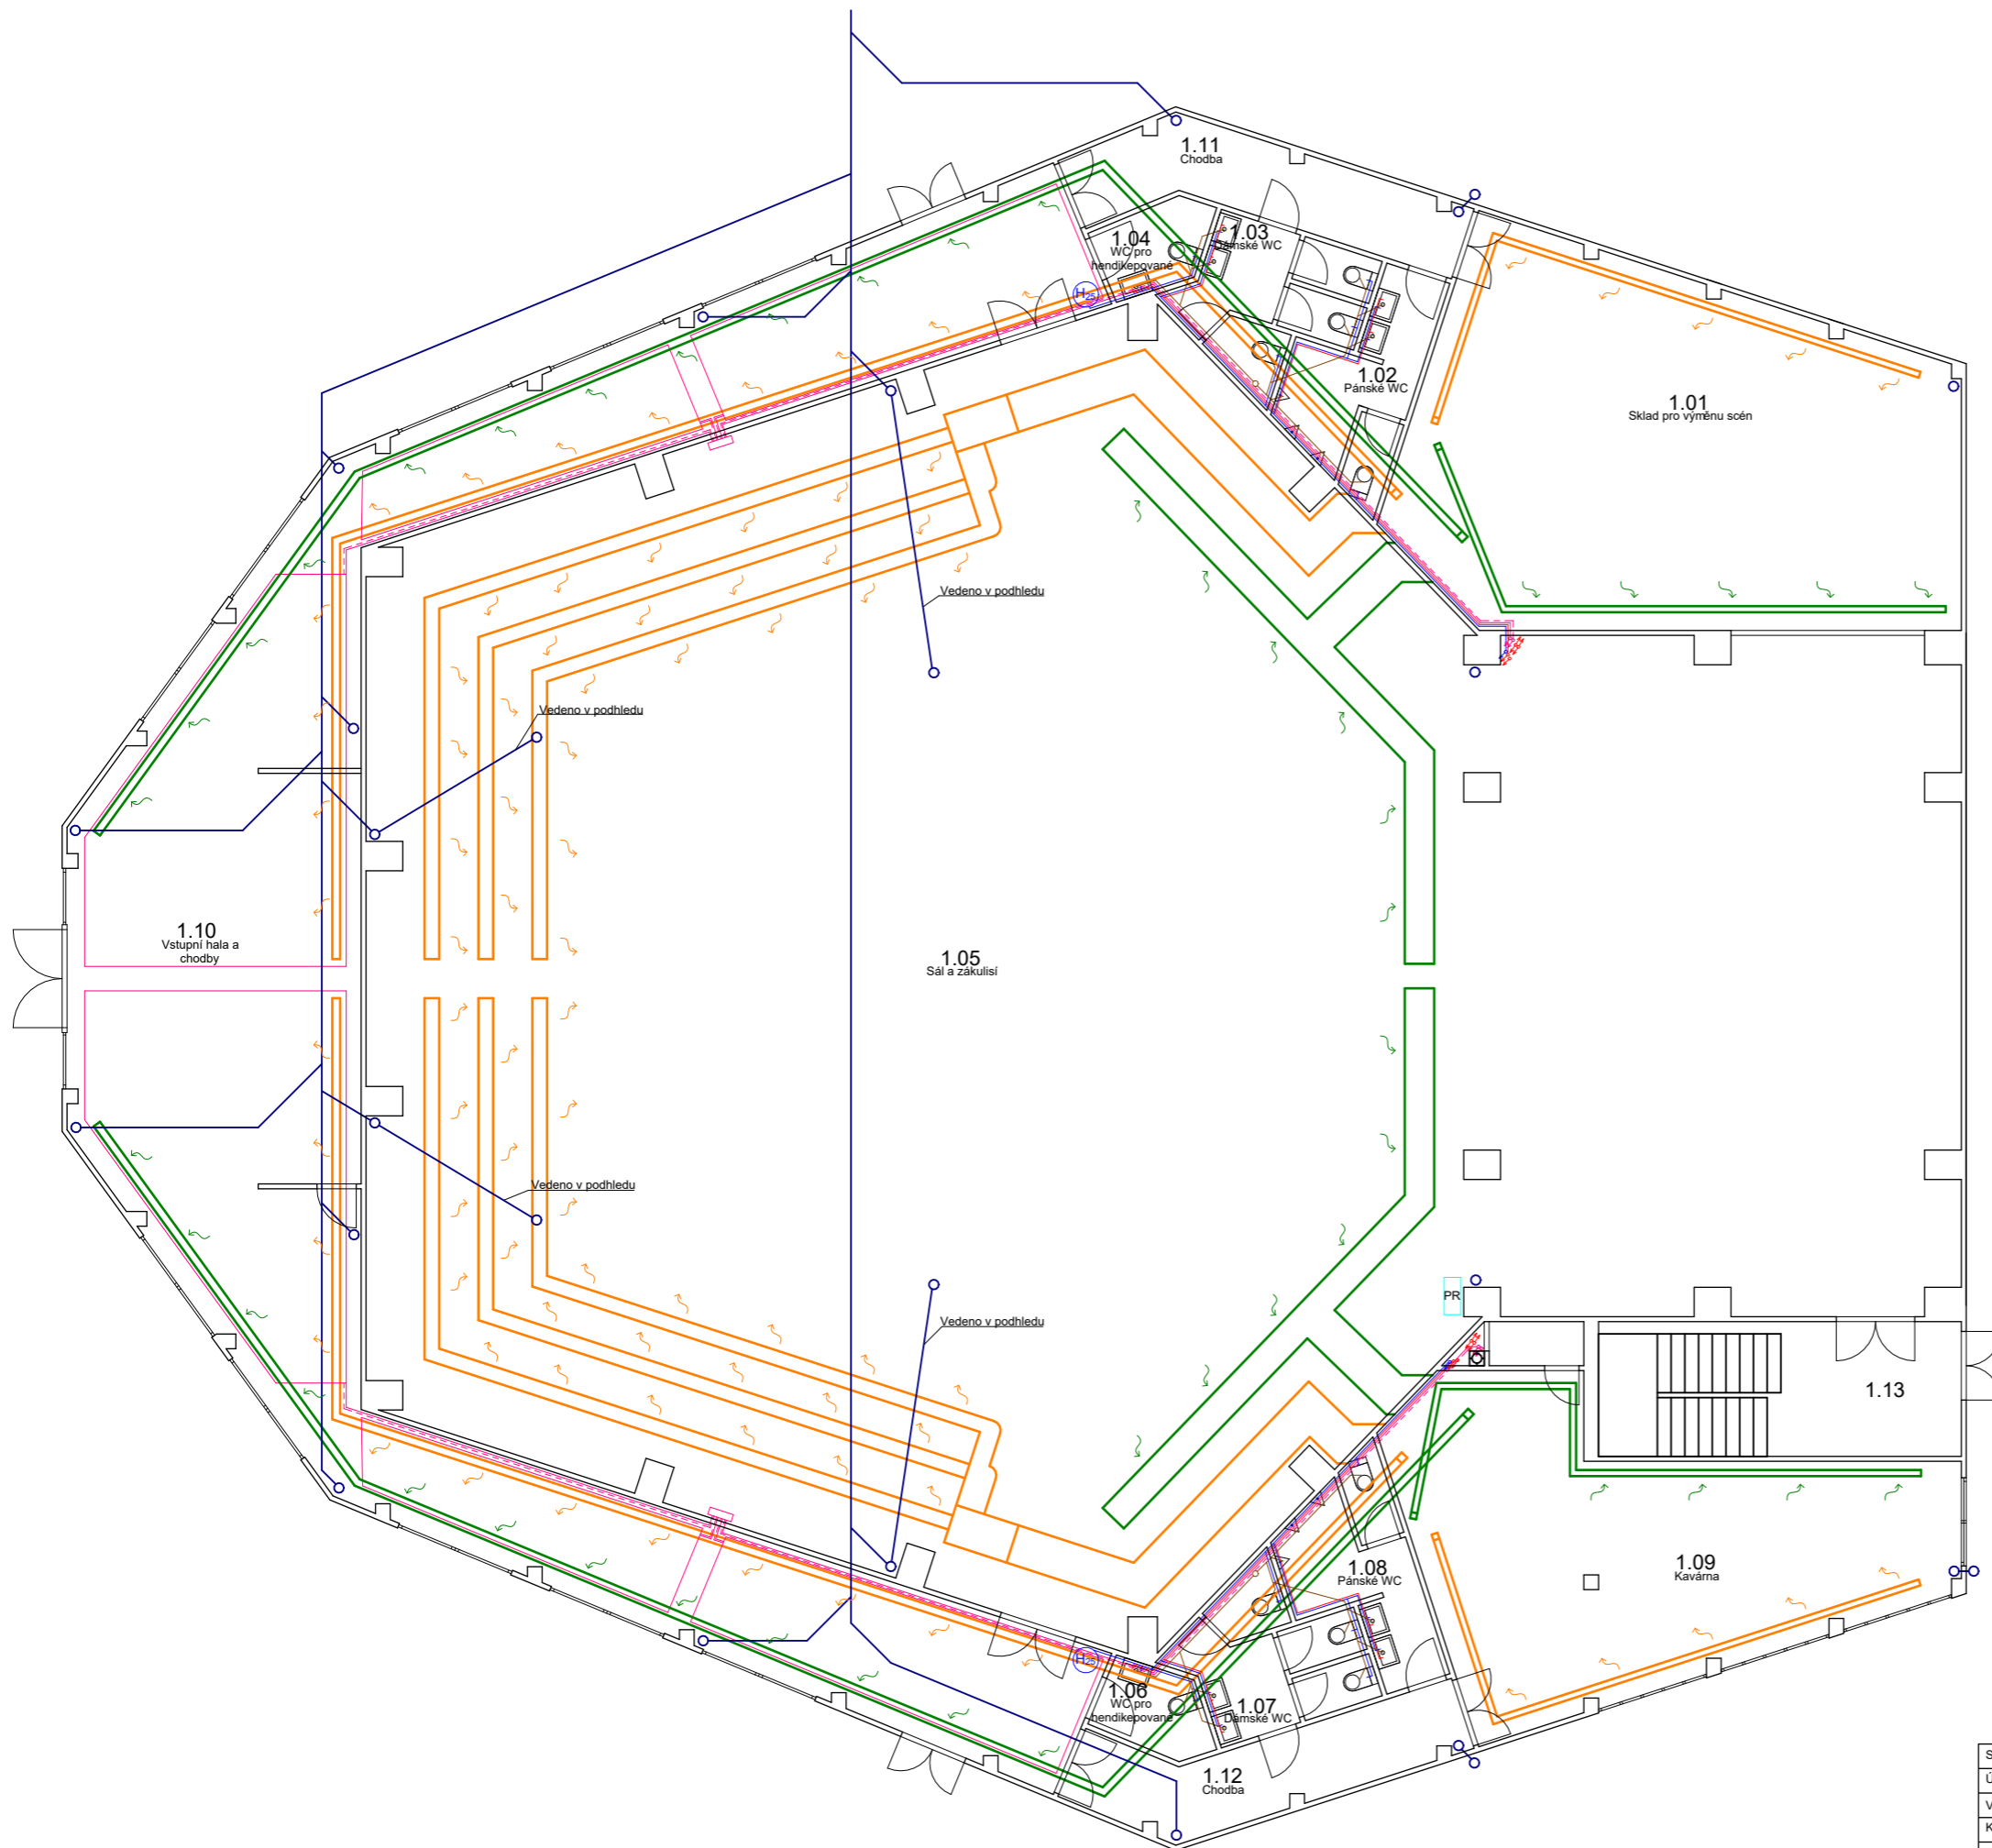 1.11
Chodba
1.04
WC pro
hendikepované
1.03
Dámské WC
H25
1.02
Pánské WC
1.01
Sklad pro výměnu scén
Vedeno v podhledu
Vedeno v podhledu
1.10
Vstupní hala a
chodby
1.05
Sál a zákulisí
Vedeno v podhledu
PR
Vedeno v podhledu
1.13
1.09
Kavárna
1.08
Pánské WC
H25
1.06
WC pro
hendikepované
1.07
Dámské WC
1.12
Chodba
S
Ú
V
K